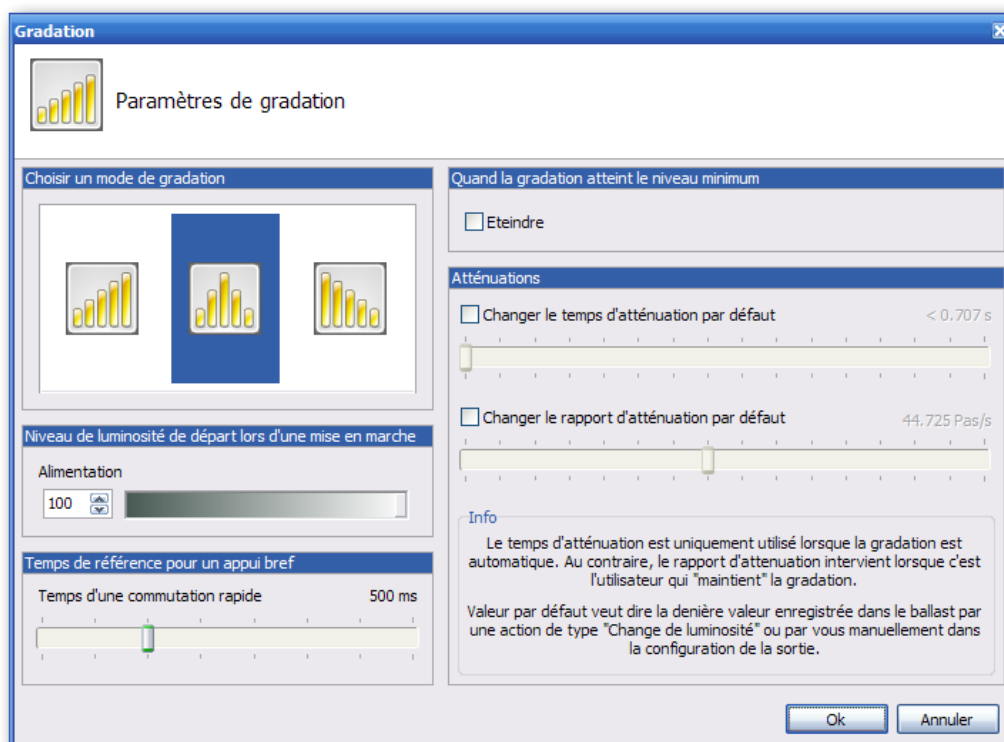 Gradation
Paramètres de gradation
Choisir un mode de gradation
Niveau de luminosité de départ lors d'une mise en marche
Alimentation
100
Temps de référence pour un appui bref
Temps d'une commutation rapide 500 ms
Quand la gradation atteint le niveau minimum
Eteindre
Atténuations
Changer le temps d'atténuation par défaut < 0.707 s
Changer le rapport d'atténuation par défaut 44.725 Pas/s
Info
Le temps d'atténuation est uniquement utilisé lorsque la gradation est
automatique. Au contraire, le rapport d'attenuation intervient lorsque c'est
l'utilisateur qui "maintient" la gradation.
Valeur par défaut veut dire la denière valeur enregistrée dans le ballast par
une action de type "Change de luminosité" ou par vous manuellement dans
la configuration de la sortie.
Ok Annuler